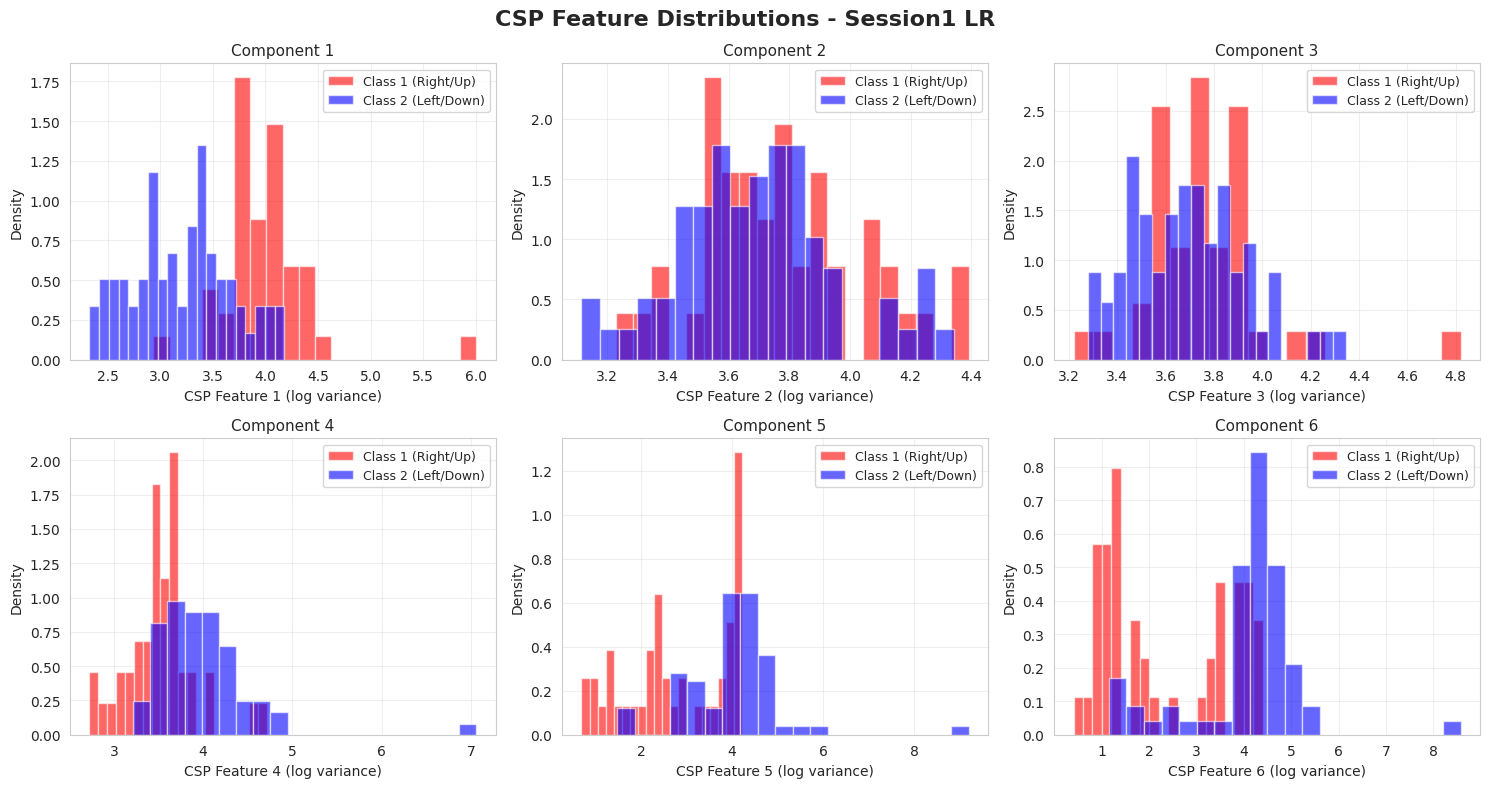 CSP Feature Distributions - Session1 LR
Component 1
Class 1 (Right/Up)
Class 2 (Left/Down)
Density
1.75
1.50
1.25
1.00
0.75
0.50
0.25
0.00
2.5 3.0 3.5 4.0 4.5 5.0 5.5 6.0
CSP Feature 1 (log variance)
Component 2
Class 1 (Right/Up)
Class 2 (Left/Down)
Density
2.0
1.5
1.0
0.5
0.0
3.2 3.4 3.6 3.8 4.0 4.2 4.4
CSP Feature 2 (log variance)
Component 3
Class 1 (Right/Up)
Class 2 (Left/Down)
Density
2.5
2.0
1.5
1.0
0.5
0.0
3.2 3.4 3.6 3.8 4.0 4.2 4.4 4.6 4.8
CSP Feature 3 (log variance)
Component 4
Class 1 (Right/Up)
Class 2 (Left/Down)
Density
2.00
1.75
1.50
1.25
1.00
0.75
0.50
0.25
0.00
3 4 5 6 7
CSP Feature 4 (log variance)
Component 5
Class 1 (Right/Up)
Class 2 (Left/Down)
Density
1.2
1.0
0.8
0.6
0.4
0.2
0.0
2 4 6 8
CSP Feature 5 (log variance)
Component 6
Class 1 (Right/Up)
Class 2 (Left/Down)
Density
0.8
0.7
0.6
0.5
0.4
0.3
0.2
0.1
0.0
1 2 3 4 5 6 7 8
CSP Feature 6 (log variance)